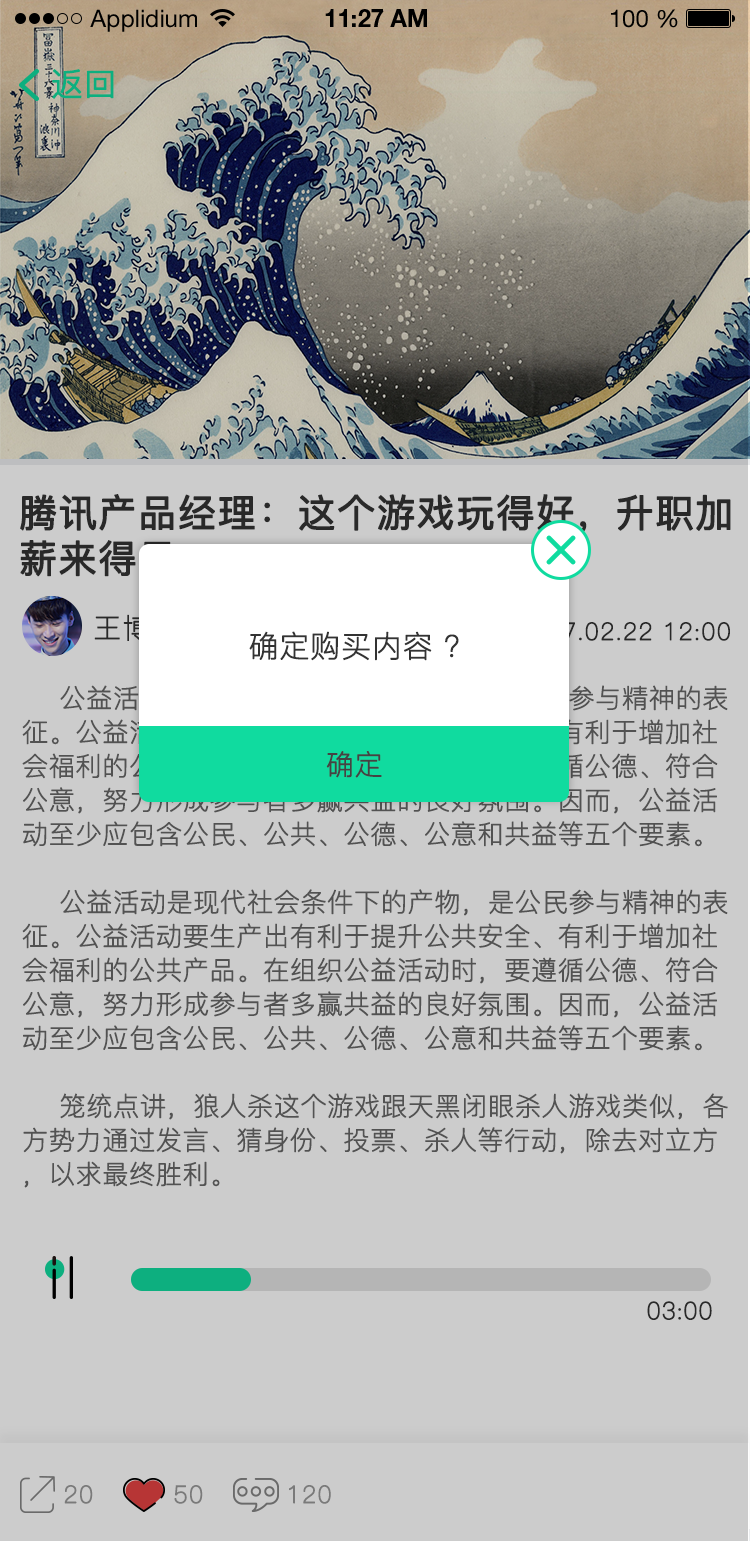 Applidium 11:27 AM 100 %
冨嶽三十六景 神奈川沖浪裏
返回
腾讯产品经理：这个游戏玩得好，升职加
薪来得
王博 7.02.22 12:00
确定购买内容 ?
公益活 参与精神的表
征。公益活 有利于增加社
会福利的公 循公德、符合
确定
公意，努力形成参与者多赢共益的良好氛围。因而，公益活
动至少应包含公民、公共、公德、公意和共益等五个要素。
公益活动是现代社会条件下的产物，是公民参与精神的表
征。公益活动要生产出有利于提升公共安全、有利于增加社
会福利的公共产品。在组织公益活动时，要遵循公德、符合
公意，努力形成参与者多赢共益的良好氛围。因而，公益活
动至少应包含公民、公共、公德、公意和共益等五个要素。
笼统点讲，狼人杀这个游戏跟天黑闭眼杀人游戏类似，各
方势力通过发言、猜身份、投票、杀人等行动，除去对立方
，以求最终胜利。
03:00
20 50 120